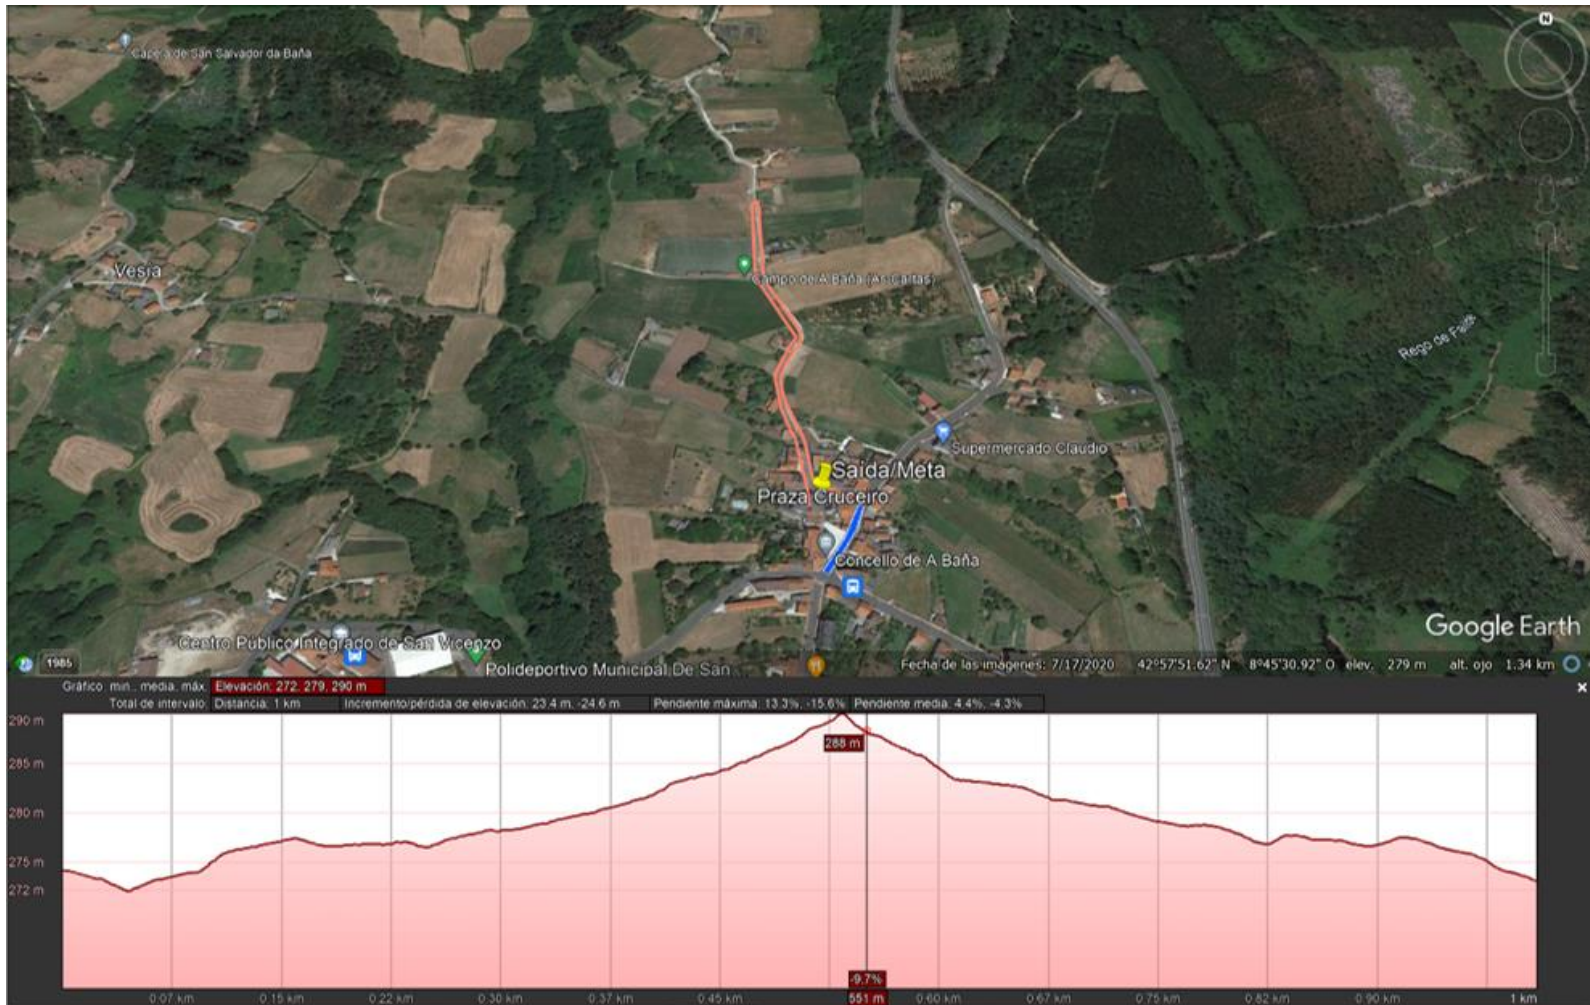 Capela de San Salvador da Baña
N
Vesía
Campo de A Baña (As Gaitas)
Rego de
Supermercado Claudio
Saída/Meta
Praza Cruceiro
Concello de A Baña
Google Earth
Centro Público Integrado de San Vicenzo
Polideportivo Municipal De San
1985
Fecha de las imágenes: 7/17/2020 42°57'51.62" N 8°45'30.92" O elev. 279 m alt. ojo 1.34 km
Gráfico: mín., media, máx. Elevación: 272, 279, 290 m
Total de intervalo: Distancia: 1 km Incremento/pérdida de elevación: 23.4 m, -24.6 m Pendiente máxima: 13.3%, -15.6% Pendiente media: 4.4%, -4.3%
290 m
288 m
285 m
280 m
275 m
272 m
-9.7%
0.07 km 0.15 km 0.22 km 0.30 km 0.37 km 0.45 km 551 m 0.60 km 0.67 km 0.75 km 0.82 km 0.90 km 1 km